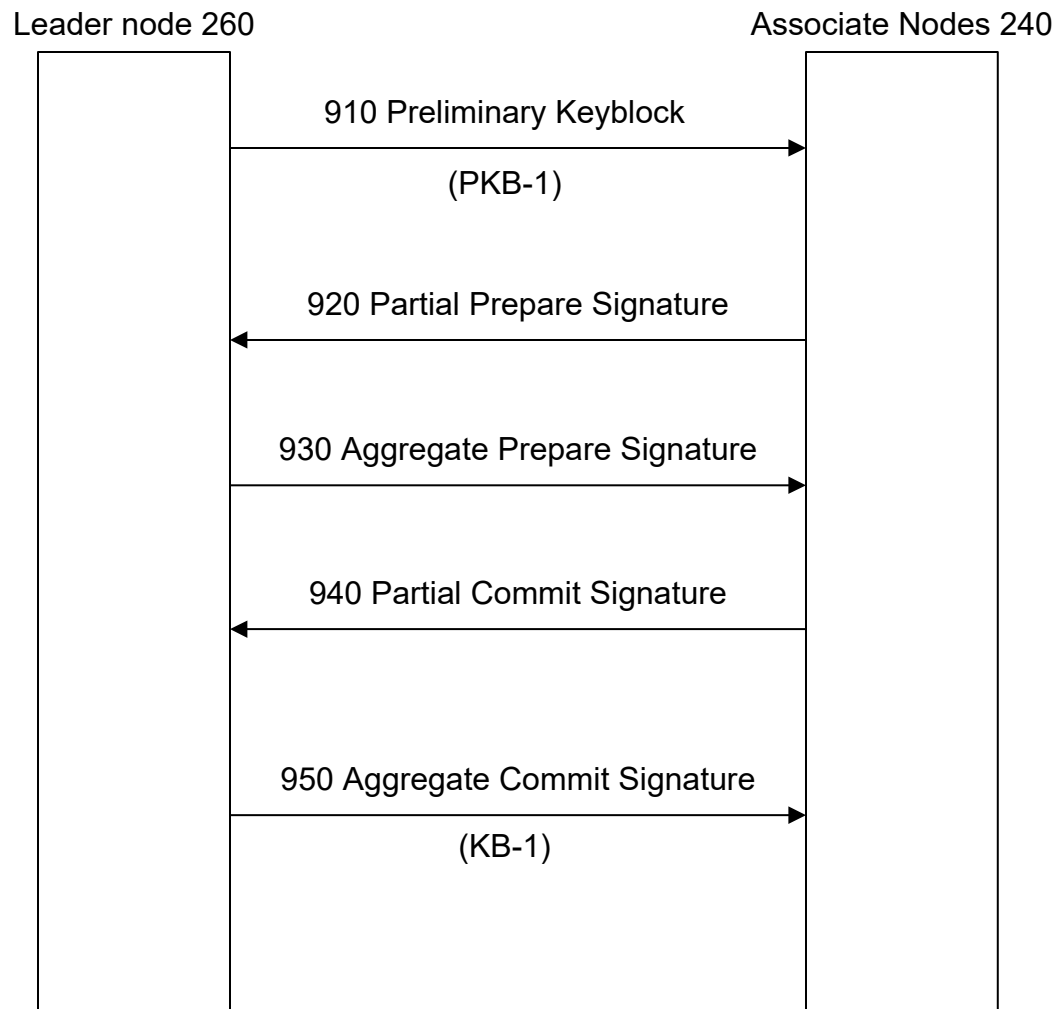 Leader node 260
Associate Nodes 240
910 Preliminary Keyblock
(PKB-1)
920 Partial Prepare Signature
930 Aggregate Prepare Signature
940 Partial Commit Signature
950 Aggregate Commit Signature
(KB-1)